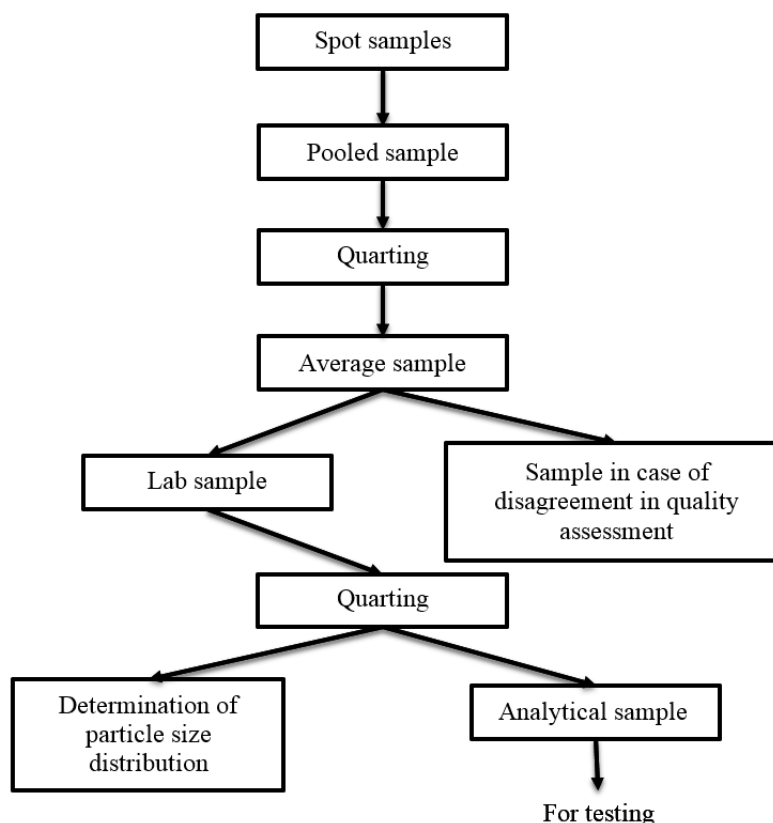 Spot samples
Pooled sample
Quarting
Average sample
Lab sample
Sample in case of
disagreement in quality
assessment
Quarting
Determination of
particle size
distribution
Analytical sample
For testing